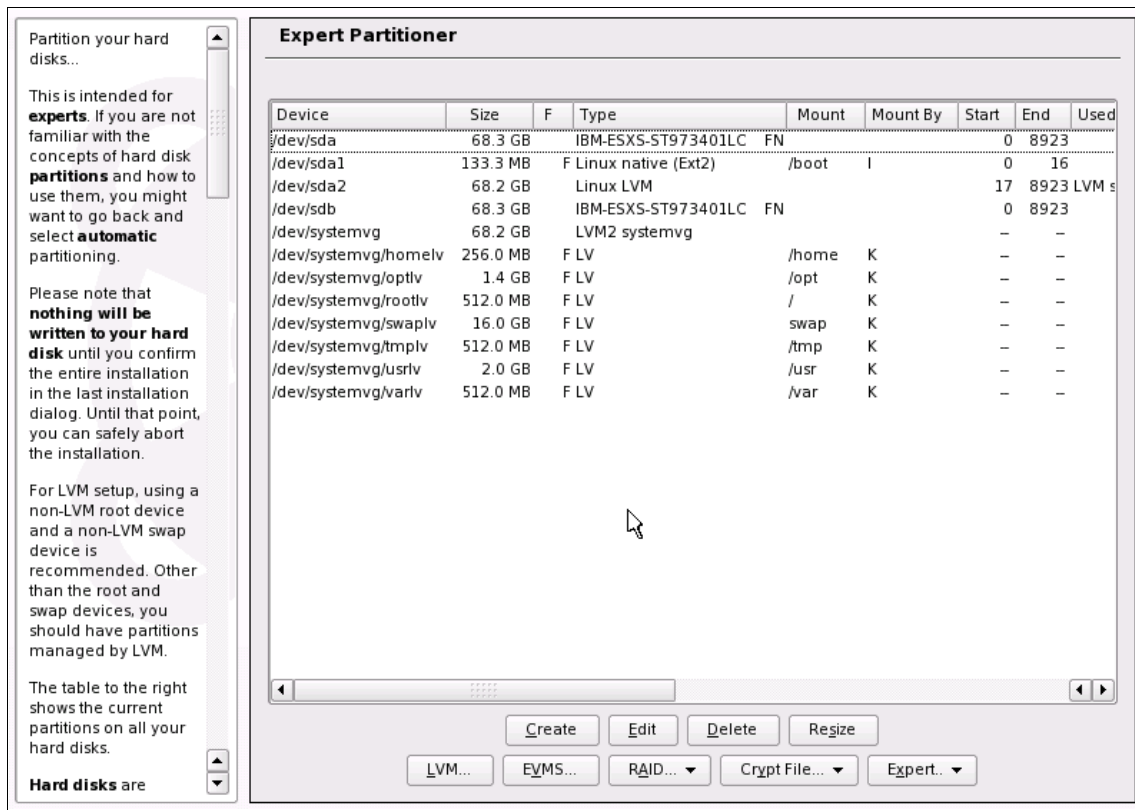 Partition your hard
disks...
This is intended for
experts. If you are not
familiar with the
concepts of hard disk
partitions and how to
use them, you might
want to go back and
select automatic
partitioning.
Please note that
nothing will be
written to your hard
disk until you confirm
the entire installation
in the last installation
dialog. Until that point,
you can safely abort
the installation.
For LVM setup, using a
non-LVM root device
and a non-LVM swap
device is
recommended. Other
than the root and
swap devices, you
should have partitions
managed by LVM.
The table to the right
shows the current
partitions on all your
hard disks.
Hard disks are
Expert Partitioner
Device Size F Type Mount Mount By Start End Used
/dev/sda 68.3 GB IBM-ESXS-ST973401LC FN 0 8923
/dev/sda1 133.3 MB F Linux native (Ext2) /boot I 0 16
/dev/sda2 68.2 GB Linux LVM 17 8923 LVM s
/dev/sdb 68.3 GB IBM-ESXS-ST973401LC FN 0 8923
/dev/systemvg 68.2 GB LVM2 systemvg -- --
/dev/systemvg/homelv 256.0 MB F LV /home K -- --
/dev/systemvg/optlv 1.4 GB F LV /opt K -- --
/dev/systemvg/rootlv 512.0 MB F LV / K -- --
/dev/systemvg/swaplv 16.0 GB F LV swap K -- --
/dev/systemvg/tmplv 512.0 MB F LV /tmp K -- --
/dev/systemvg/usrlv 2.0 GB F LV /usr K -- --
/dev/systemvg/varlv 512.0 MB F LV /var K -- --
Create Edit Delete Resize
LVM... EVMS... RAID... Crypt File... Expert..